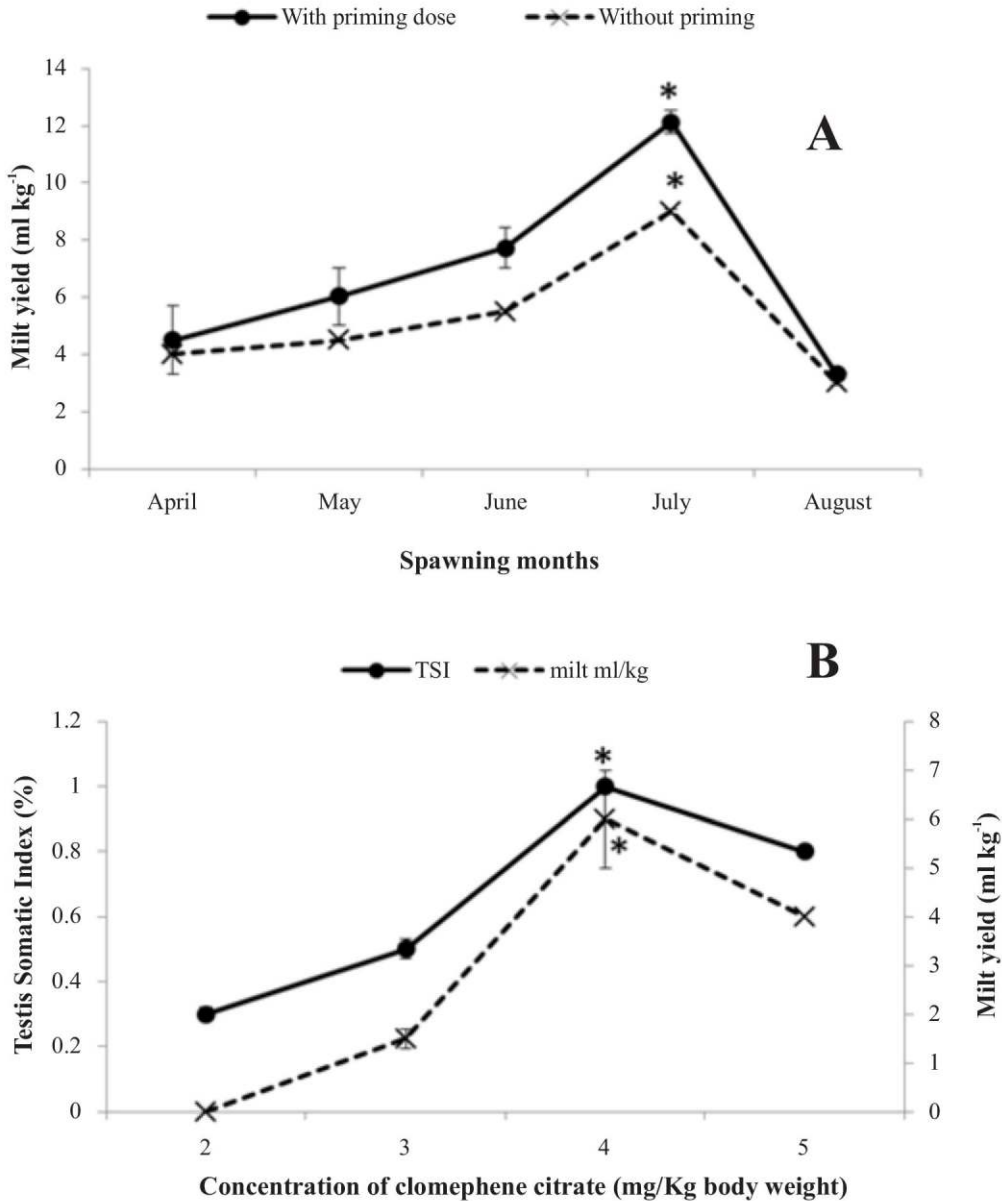 With priming dose Without priming
A
Milt yield (ml kg⁻¹)
14
12
10
8
6
4
2
0
*
*
April May June July August
Spawning months
B
TSI milt ml/kg
Testis Somatic Index (%)
1.2
1
0.8
0.6
0.4
0.2
0
*
*
8
7
6
5
4
3
2
1
0
Milt yield (ml kg⁻¹)
2 3 4 5
Concentration of clomephene citrate (mg/Kg body weight)